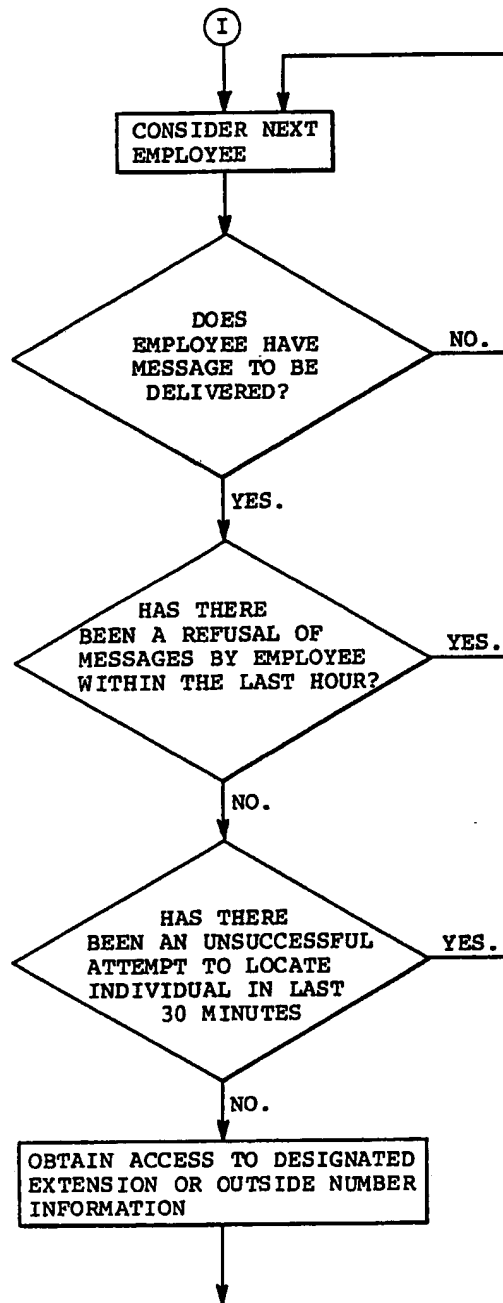 I
CONSIDER NEXT
EMPLOYEE
DOES
EMPLOYEE HAVE
MESSAGE TO BE
DELIVERED?
NO.
YES.
HAS THERE
BEEN A REFUSAL OF
MESSAGES BY EMPLOYEE
WITHIN THE LAST HOUR?
YES.
NO.
HAS THERE
BEEN AN UNSUCCESSFUL
ATTEMPT TO LOCATE
INDIVIDUAL IN LAST
30 MINUTES
YES.
NO.
OBTAIN ACCESS TO DESIGNATED
EXTENSION OR OUTSIDE NUMBER
INFORMATION